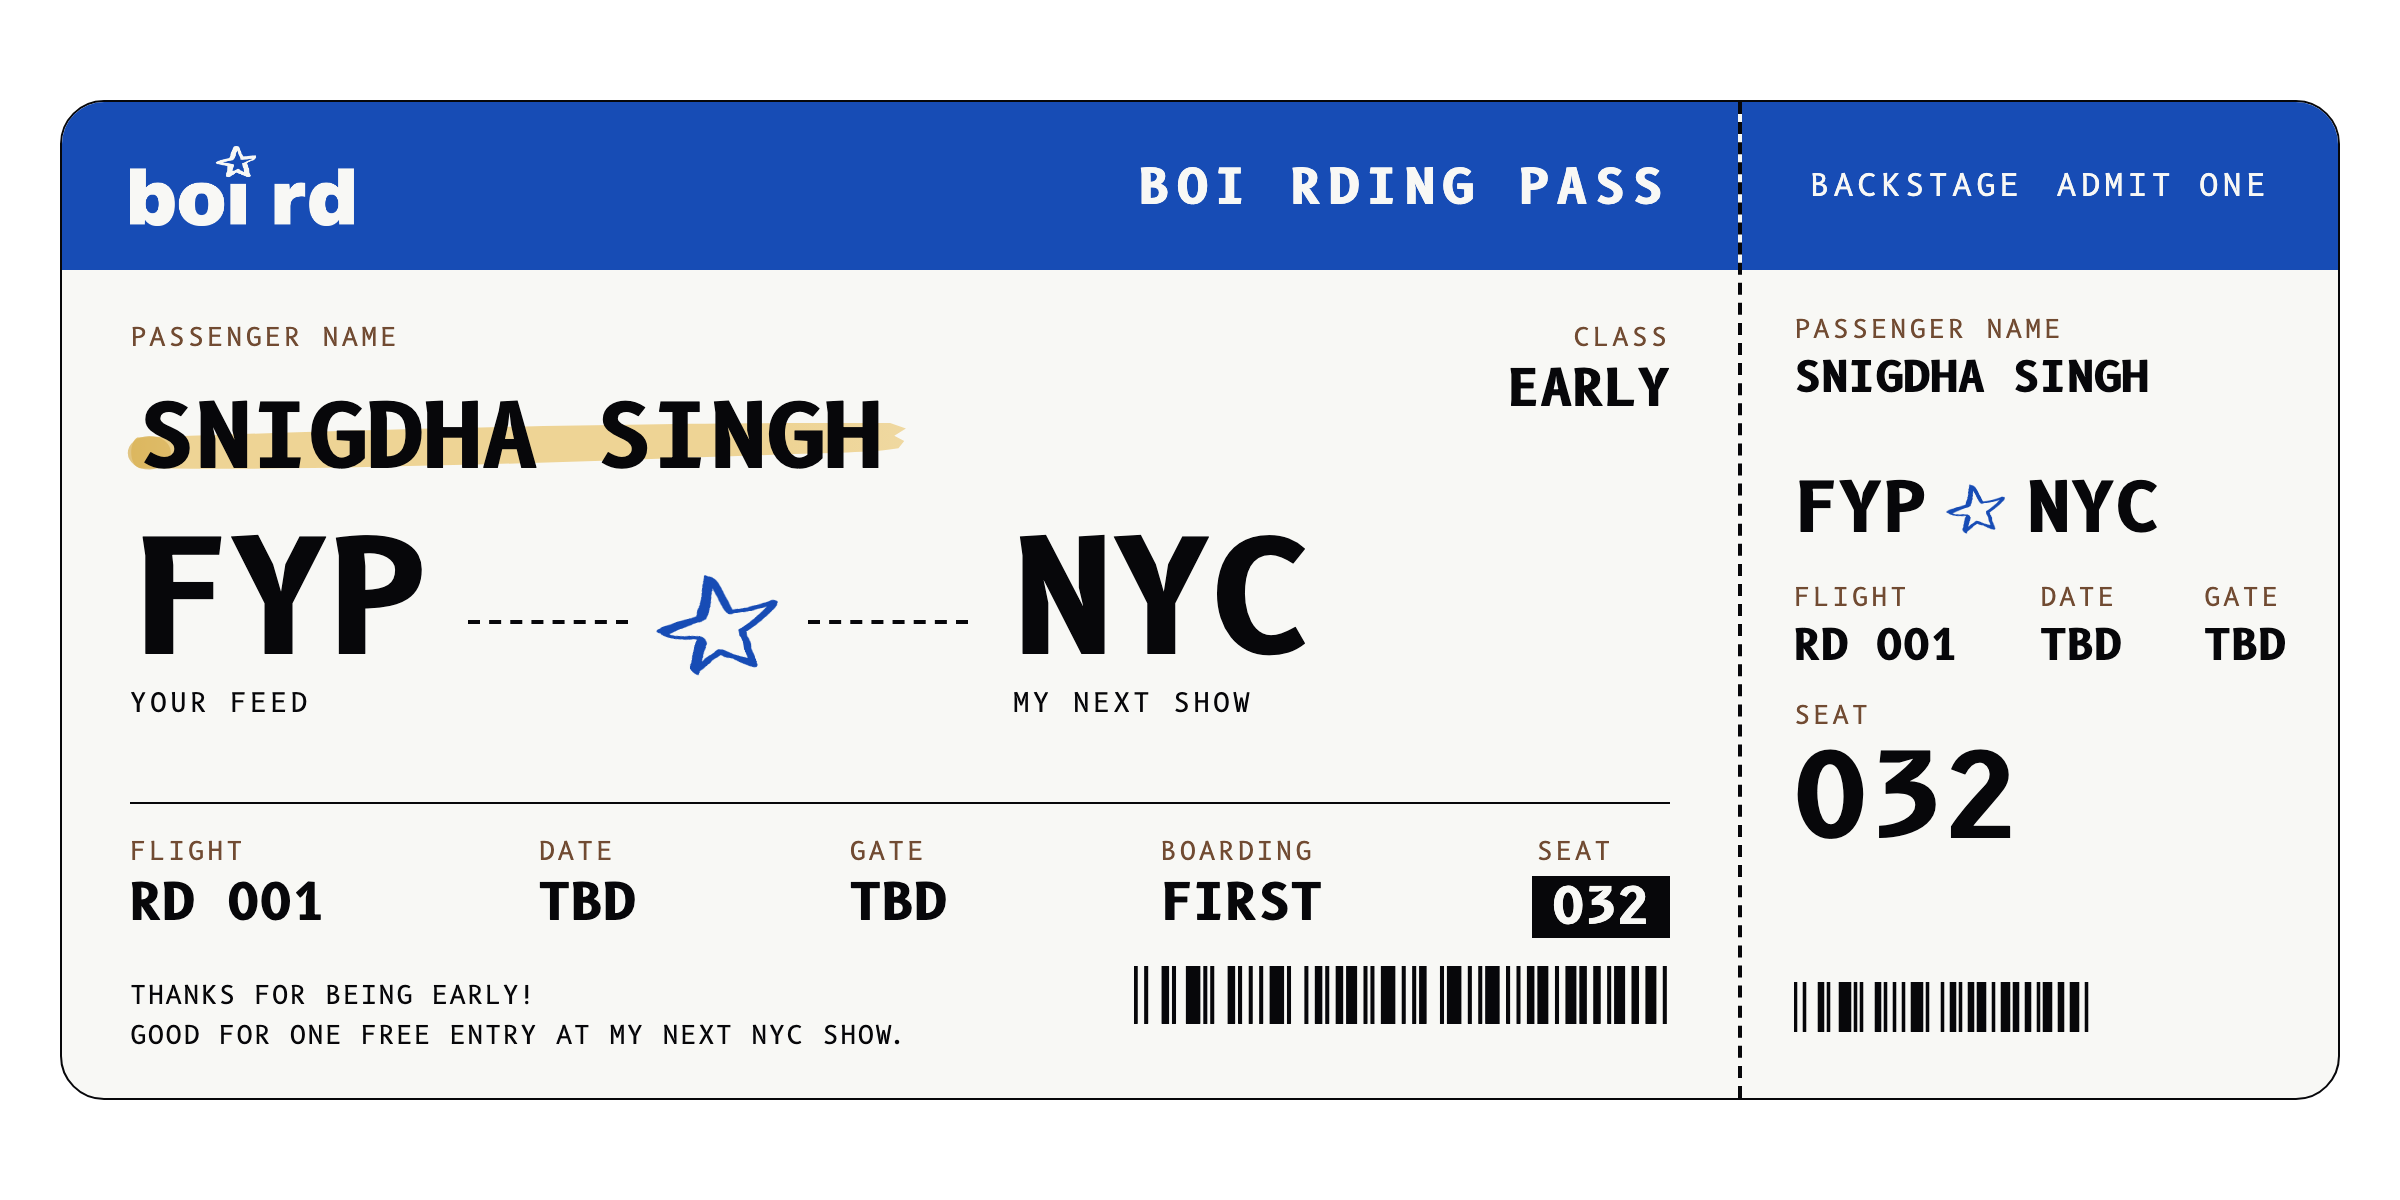 boi rd
BOI RDING PASS
PASSENGER NAME
CLASS
SNIGDHA SINGH
EARLY
FYP
NYC
YOUR FEED
MY NEXT SHOW
FLIGHT DATE GATE BOARDING SEAT
RD 001 TBD TBD FIRST 032
THANKS FOR BEING EARLY!
GOOD FOR ONE FREE ENTRY AT MY NEXT NYC SHOW.
BACKSTAGE ADMIT ONE
PASSENGER NAME
SNIGDHA SINGH
FYP NYC
FLIGHT DATE GATE
RD 001 TBD TBD
SEAT
032